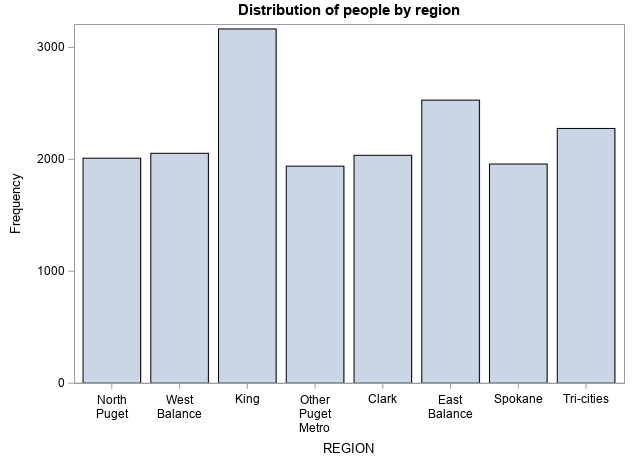 Distribution of people by region
3000
2000
1000
0
Frequency
North
Puget
West
Balance
King
Other
Puget
Metro
Clark
East
Balance
Spokane
Tri-cities
REGION